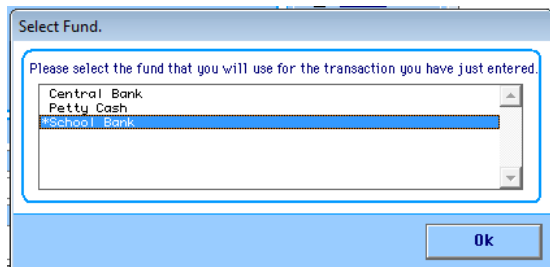 Select Fund.
Please select the fund that you will use for the transaction you have just entered.
Central Bank
Petty Cash
*School Bank
Ok